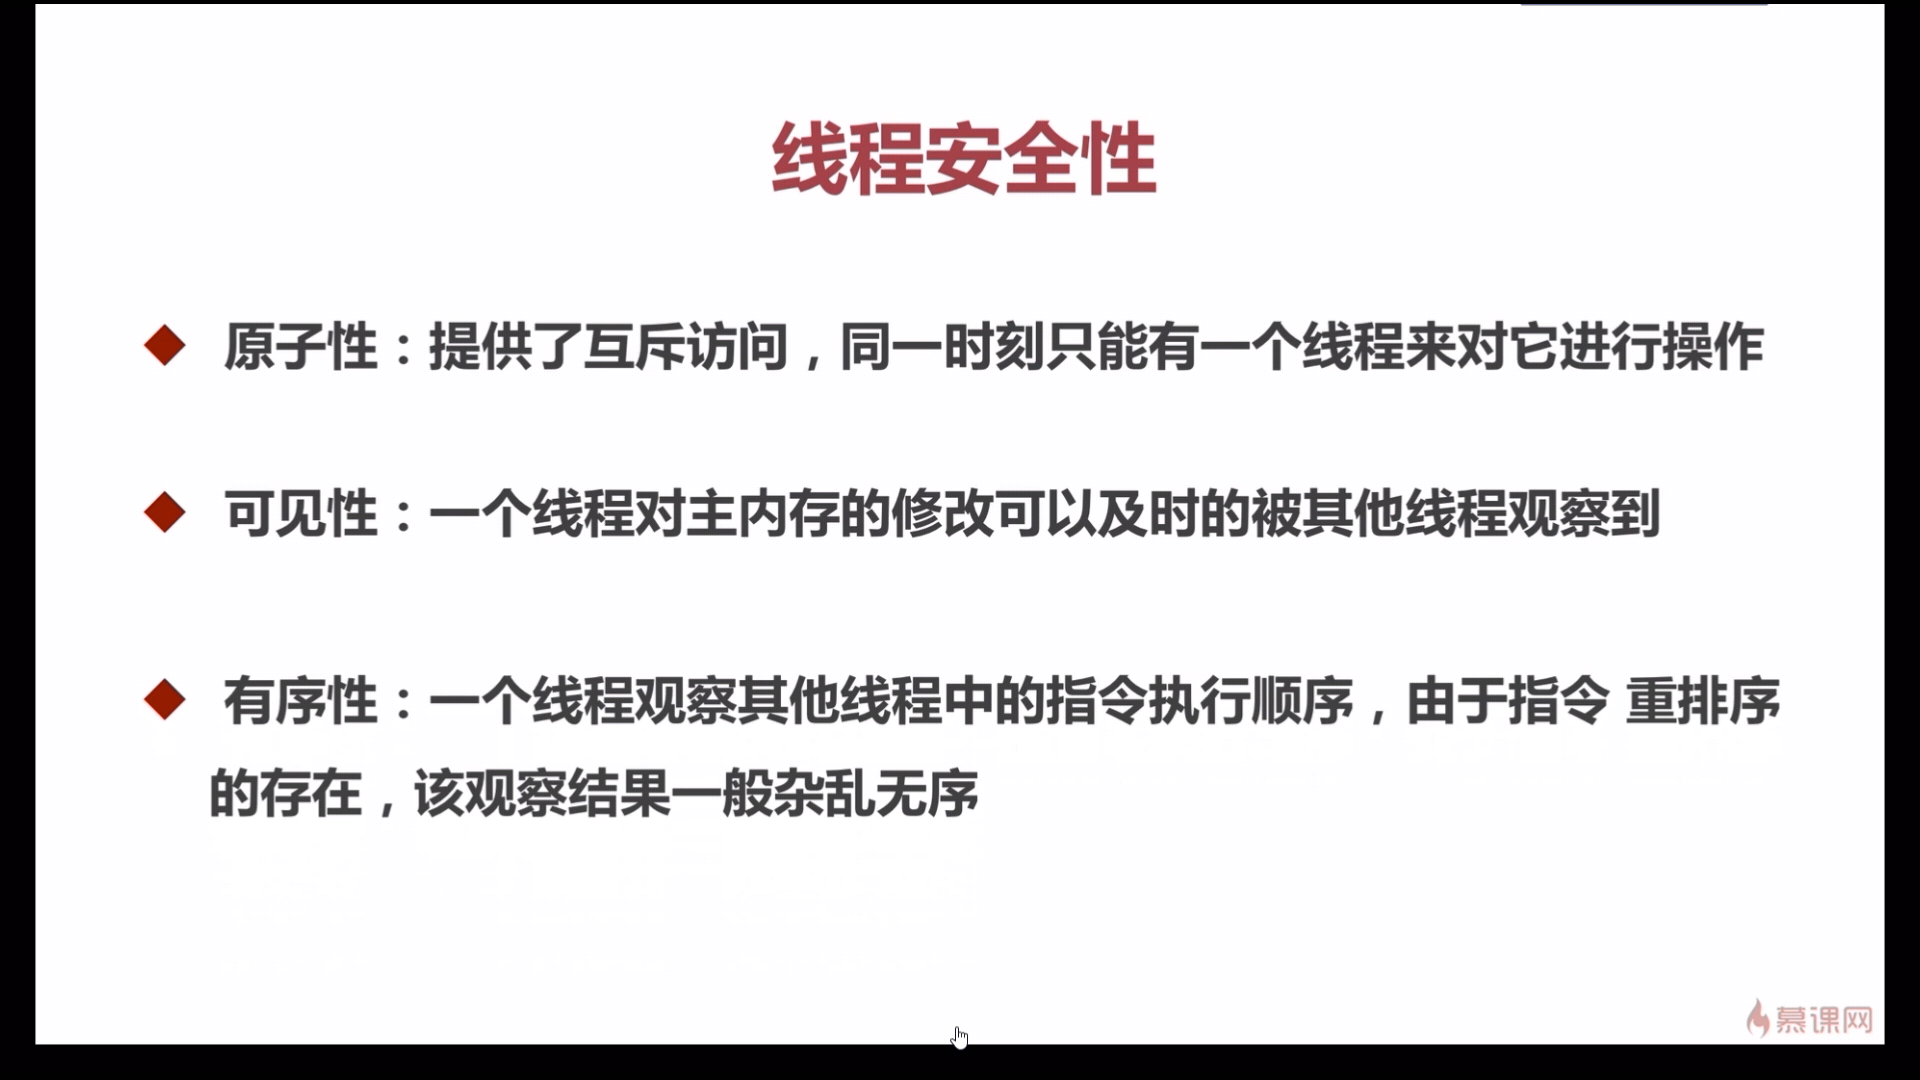 线程安全性
原子性：提供了互斥访问，同一时刻只能有一个线程来对它进行操作
可见性：一个线程对主内存的修改可以及时的被其他线程观察到
有序性：一个线程观察其他线程中的指令执行顺序，由于指令 重排序
的存在，该观察结果一般杂乱无序
慕课网